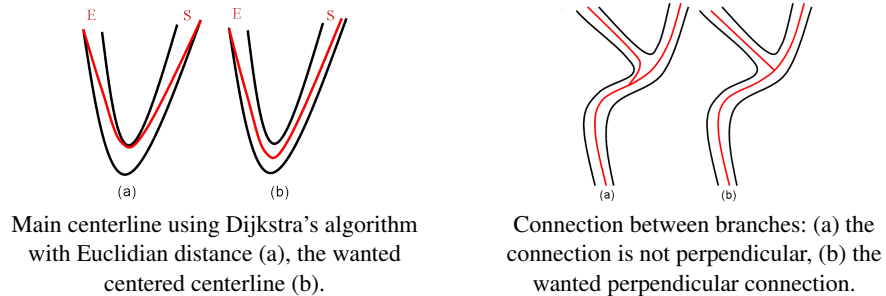 E S
(a)
E S
(b)
Main centerline using Dijkstra's algorithm
with Euclidian distance (a), the wanted
centered centerline (b).
(a)
(b)
Connection between branches: (a) the
connection is not perpendicular, (b) the
wanted perpendicular connection.